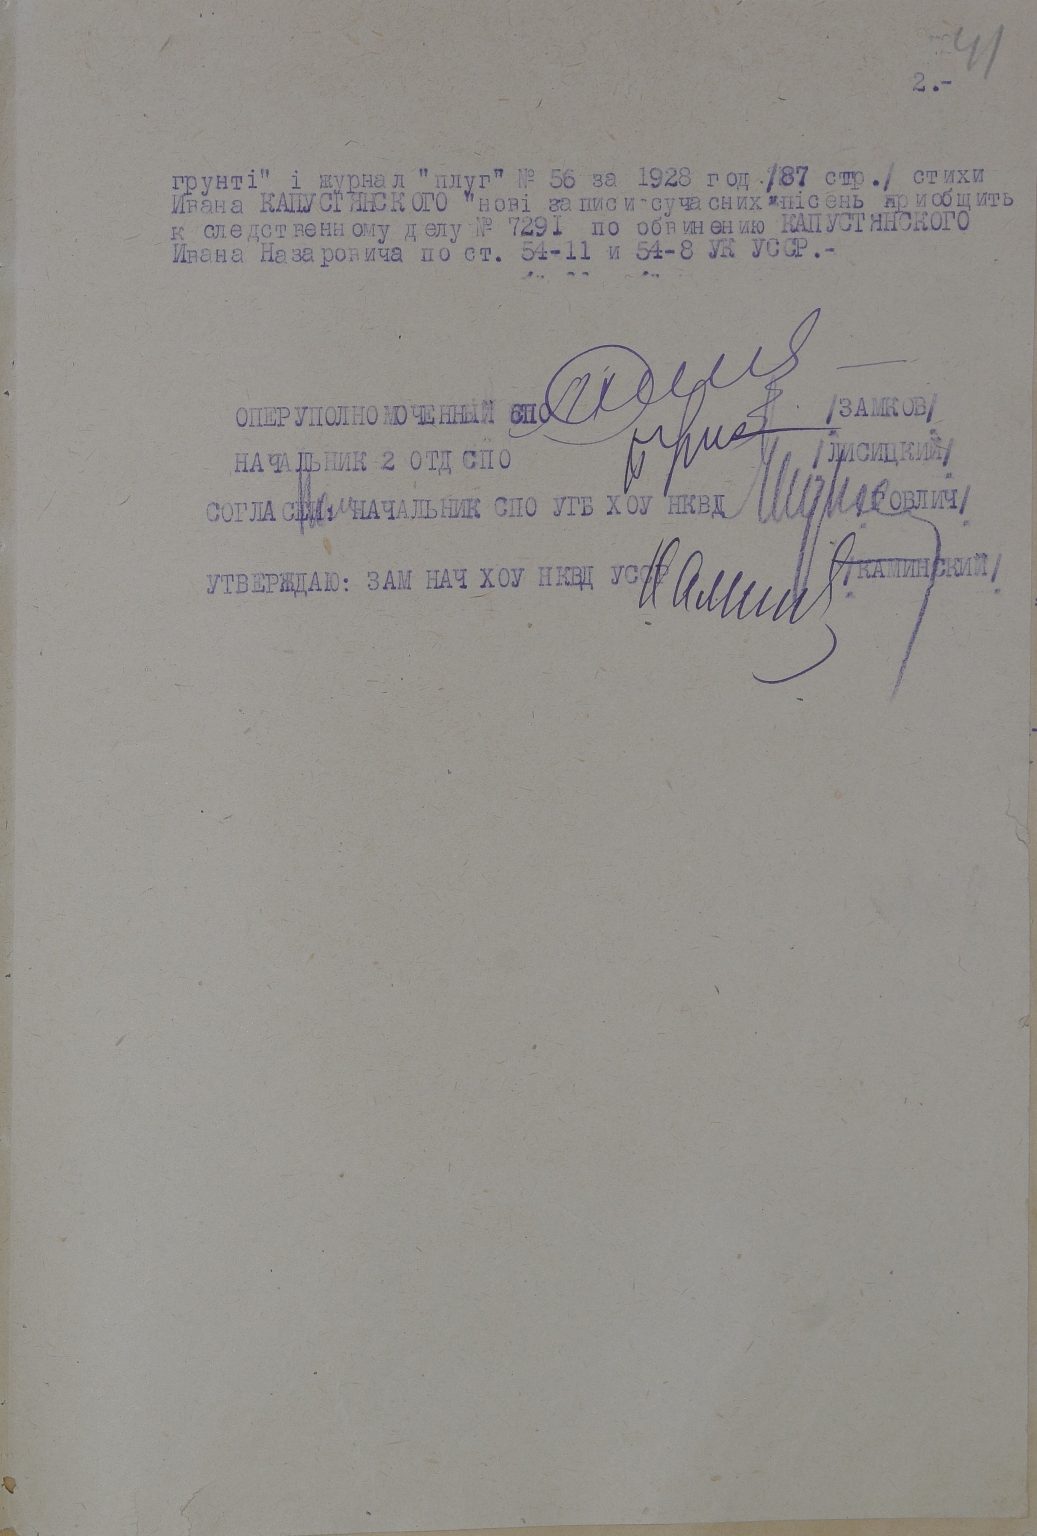 41
2.-
грунті" і журнал "плуг" № 56 за 1928 год /87 стр./ стихи
Ивана КАПУСТЯНСКОГО "нові записи сучасних"пісень приобщить
к следственному делу № 7291 по обвинению КАПУСТЯНСКОГО
Ивана Назаровича по ст. 54-11 и 54-8 УК УССР.-
ОПЕРУПОЛНОМОЧЕННЫЙ СПО /ЗАМКОВ/
НАЧАЛЬНИК 2 ОТД СПО /ЛИСИЦКИЙ/
СОГЛАСЕН: НАЧАЛЬНИК СПО УГБ ХОУ НКВД
УТВЕРЖДАЮ: ЗАМ НАЧ ХОУ НКВД УССР /КАМИНСКИЙ/